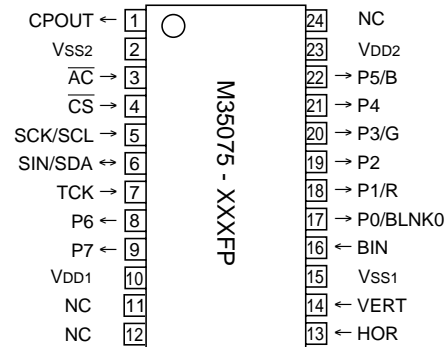 CPOUT ← 1
VSS2 2
AC → 3
CS → 4
SCK/SCL → 5
SIN/SDA ↔ 6
TCK → 7
P6 ← 8
P7 ← 9
VDD1 10
NC 11
NC 12
M35075 - XXXFP
24 NC
23 VDD2
22 → P5/B
21 → P4
20 → P3/G
19 → P2
18 → P1/R
17 → P0/BLNK0
16 ← BIN
15 VSS1
14 ← VERT
13 ← HOR